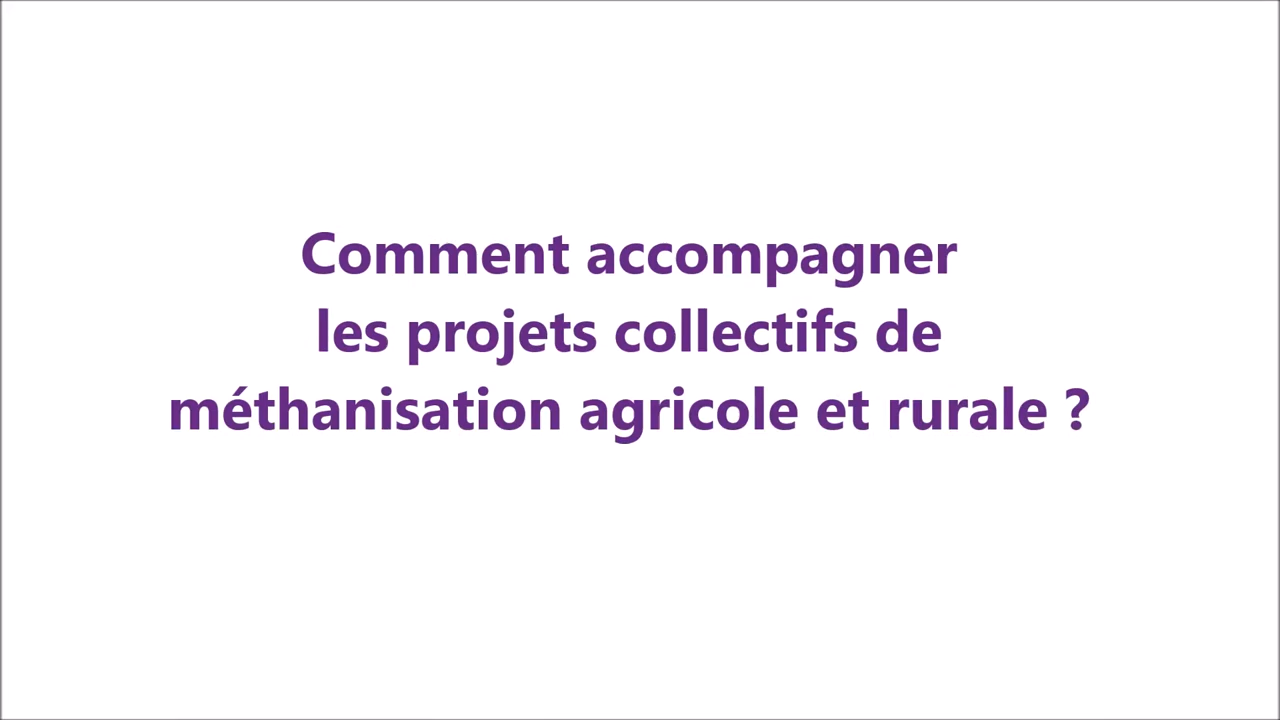 Comment accompagner
les projets collectifs de
méthanisation agricole et rurale ?